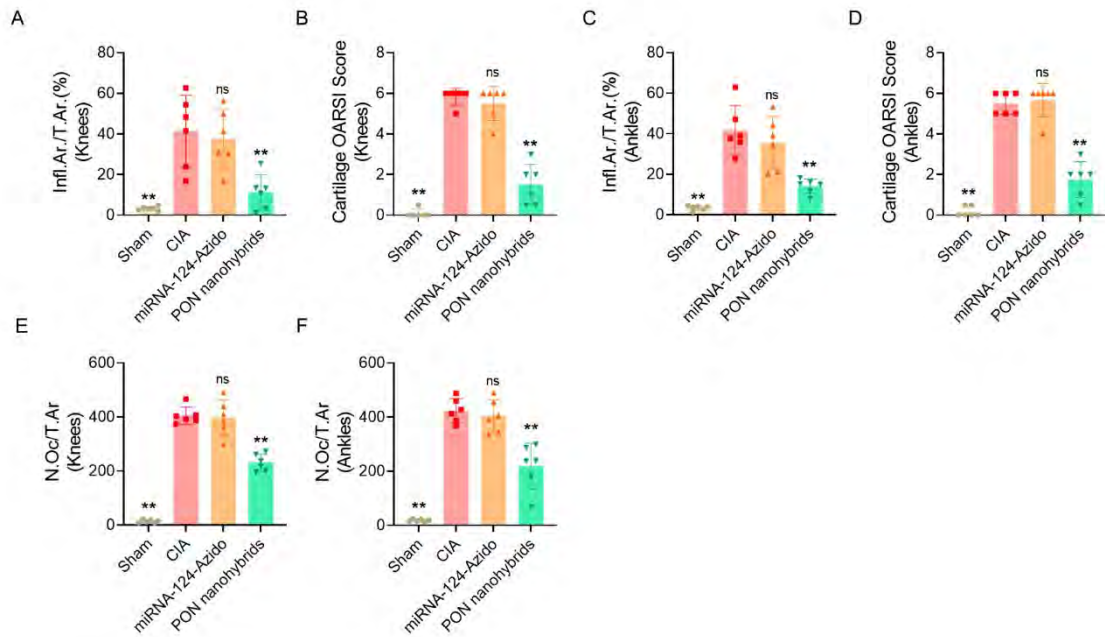 A
Infl.Ar./T.Ar.(%)
(Knees)
80
60
40
20
0
**
ns
**
Sham
CIA
miRNA-124-Azido
PON nanohybrids
B
Cartilage OARSI Score
(Knees)
8
6
4
2
0
**
ns
**
Sham
CIA
miRNA-124-Azido
PON nanohybrids
C
Infl.Ar./T.Ar.(%)
(Ankles)
80
60
40
20
0
**
ns
**
Sham
CIA
miRNA-124-Azido
PON nanohybrids
D
Cartilage OARSI Score
(Ankles)
8
6
4
2
0
**
ns
**
Sham
CIA
miRNA-124-Azido
PON nanohybrids
E
N.Oc/T.Ar
(Knees)
600
400
200
0
**
ns
**
Sham
CIA
miRNA-124-Azido
PON nanohybrids
F
N.Oc/T.Ar
(Ankles)
600
400
200
0
**
ns
**
Sham
CIA
miRNA-124-Azido
PON nanohybrids